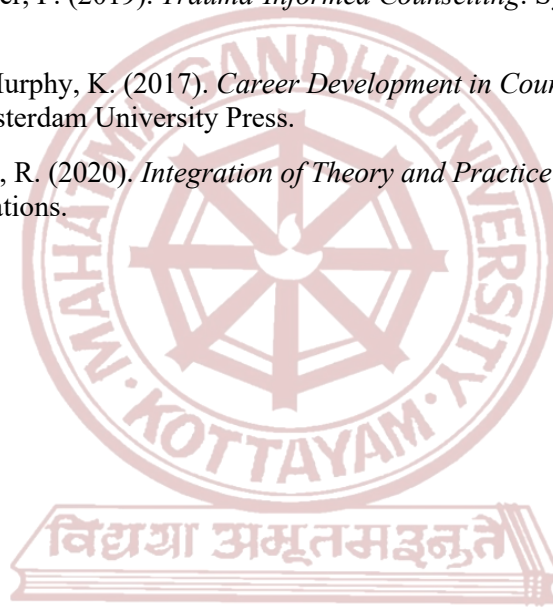 er, P. (2019). Trauma-Informed Counselling. S
Murphy, K. (2017). Career Development in Coun
sterdam University Press.
, R. (2020). Integration of Theory and Practice
ations.
MAHATMA GANDHI UNIVERSITY
KOTTAYAM
विद्यया अमृतमश्नुते